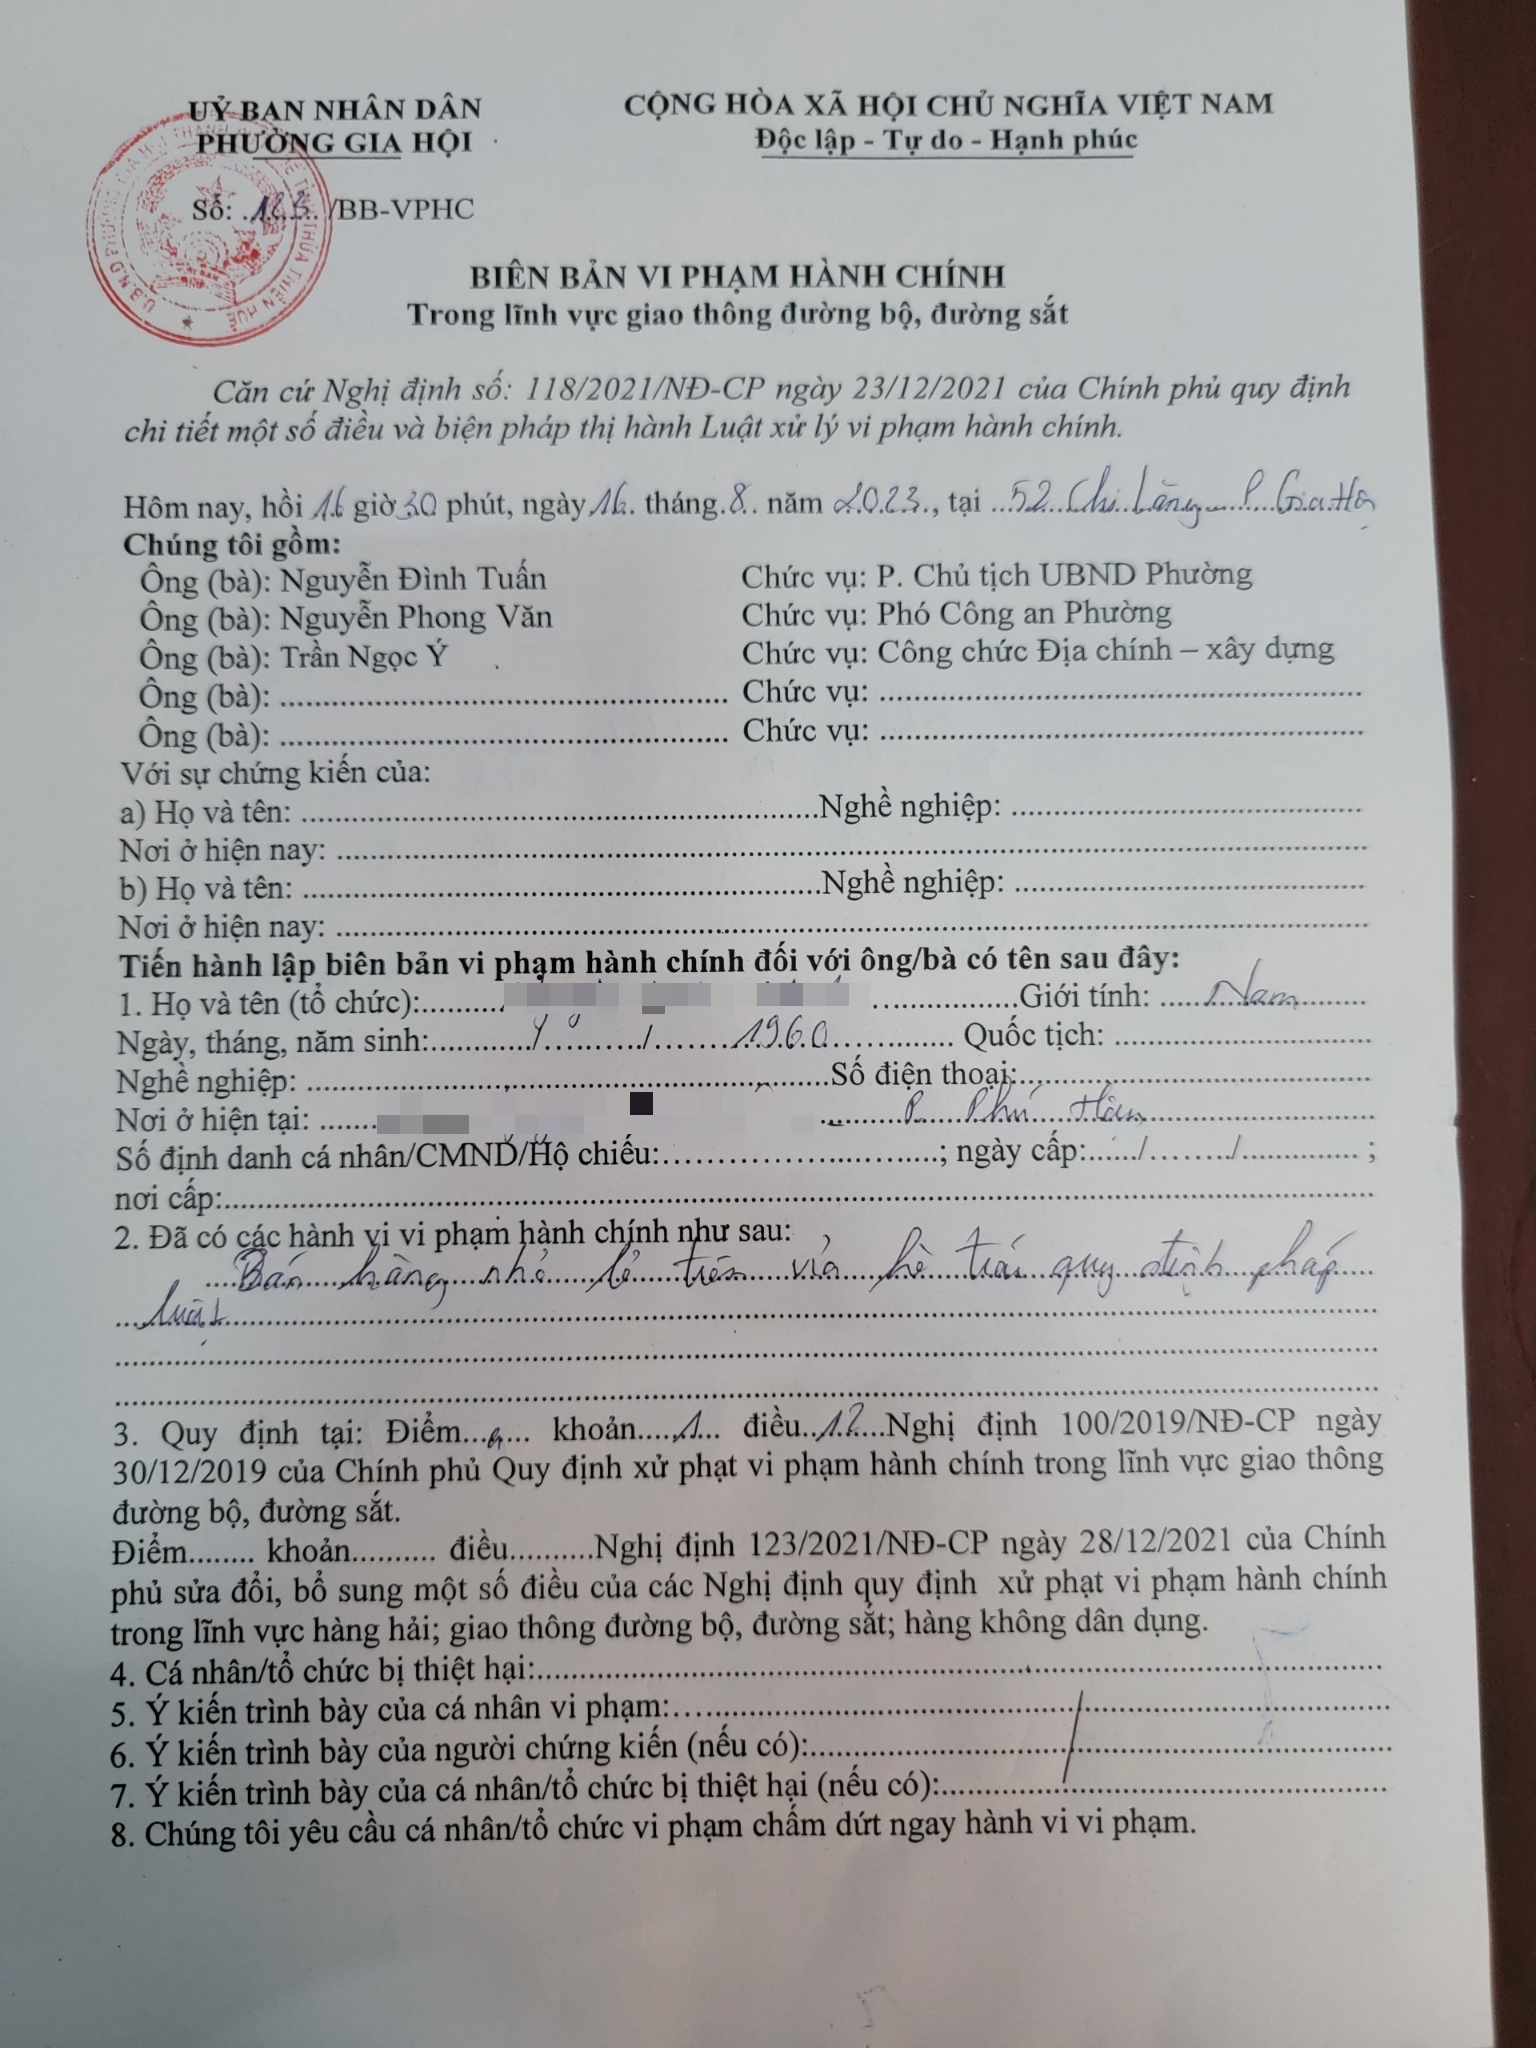 UỶ BAN NHÂN DÂN
PHƯỜNG GIA HỘI
CỘNG HÒA XÃ HỘI CHỦ NGHĨA VIỆT NAM
Độc lập - Tự do - Hạnh phúc
Số: .123.. /BB-VPHC
BIÊN BẢN VI PHẠM HÀNH CHÍNH
Trong lĩnh vực giao thông đường bộ, đường sắt
Căn cứ Nghị định số: 118/2021/NĐ-CP ngày 23/12/2021 của Chính phủ quy định
chi tiết một số điều và biện pháp thị hành Luật xử lý vi phạm hành chính.
Hôm nay, hồi 16 giờ 30 phút, ngày 16. tháng.8.. năm 2023., tại ...52 Chi Lăng P. Gia Hội
Chúng tôi gồm:
Ông (bà): Nguyễn Đình Tuấn Chức vụ: P. Chủ tịch UBND Phường
Ông (bà): Nguyễn Phong Văn Chức vụ: Phó Công an Phường
Ông (bà): Trần Ngọc Ý Chức vụ: Công chức Địa chính – xây dựng
Ông (bà): .......... Chức vụ: ..........
Ông (bà): .......... Chức vụ: ..........
Với sự chứng kiến của:
a) Họ và tên: ..........Nghề nghiệp: ..........
Nơi ở hiện nay: ..........
b) Họ và tên: ..........Nghề nghiệp: ..........
Nơi ở hiện nay: ..........
Tiến hành lập biên bản vi phạm hành chính đối với ông/bà có tên sau đây:
1. Họ và tên (tổ chức):..........Giới tính: ......Nam......
Ngày, tháng, năm sinh:........../........../......1960.......... Quốc tịch: ..........
Nghề nghiệp: ..........Số điện thoại:..........
Nơi ở hiện tại: .......... P. Phú Hậu..........
Số định danh cá nhân/CMND/Hộ chiếu:..........; ngày cấp:....../......../.......... ;
nơi cấp:..........
2. Đã có các hành vi vi phạm hành chính như sau:
....Bán hàng nhỏ lẻ trên vỉa hè trái quy định pháp
...luật..........
3. Quy định tại: Điểm...a.... khoản.....1... điều..12...Nghị định 100/2019/NĐ-CP ngày
30/12/2019 của Chính phủ Quy định xử phạt vi phạm hành chính trong lĩnh vực giao thông
đường bộ, đường sắt.
Điểm........ khoản.......... điều..........Nghị định 123/2021/NĐ-CP ngày 28/12/2021 của Chính
phủ sửa đổi, bổ sung một số điều của các Nghị định quy định xử phạt vi phạm hành chính
trong lĩnh vực hàng hải; giao thông đường bộ, đường sắt; hàng không dân dụng.
4. Cá nhân/tổ chức bị thiệt hại:..........
5. Ý kiến trình bày của cá nhân vi phạm:..........
6. Ý kiến trình bày của người chứng kiến (nếu có):..........
7. Ý kiến trình bày của cá nhân/tổ chức bị thiệt hại (nếu có):..........
8. Chúng tôi yêu cầu cá nhân/tổ chức vi phạm chấm dứt ngay hành vi vi phạm.